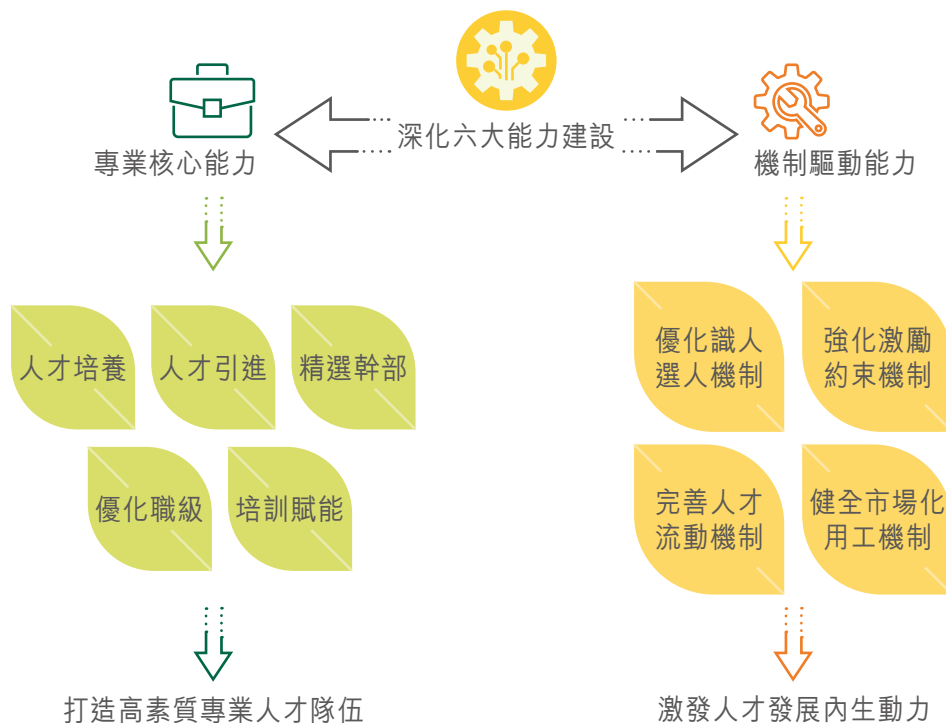 深化六大能力建設
專業核心能力
機制驅動能力
人才培養
人才引進
精選幹部
優化職級
培訓賦能
優化識人
選人機制
強化激勵
約束機制
完善人才
流動機制
健全市場化
用工機制
打造高素質專業人才隊伍
激發人才發展內生動力